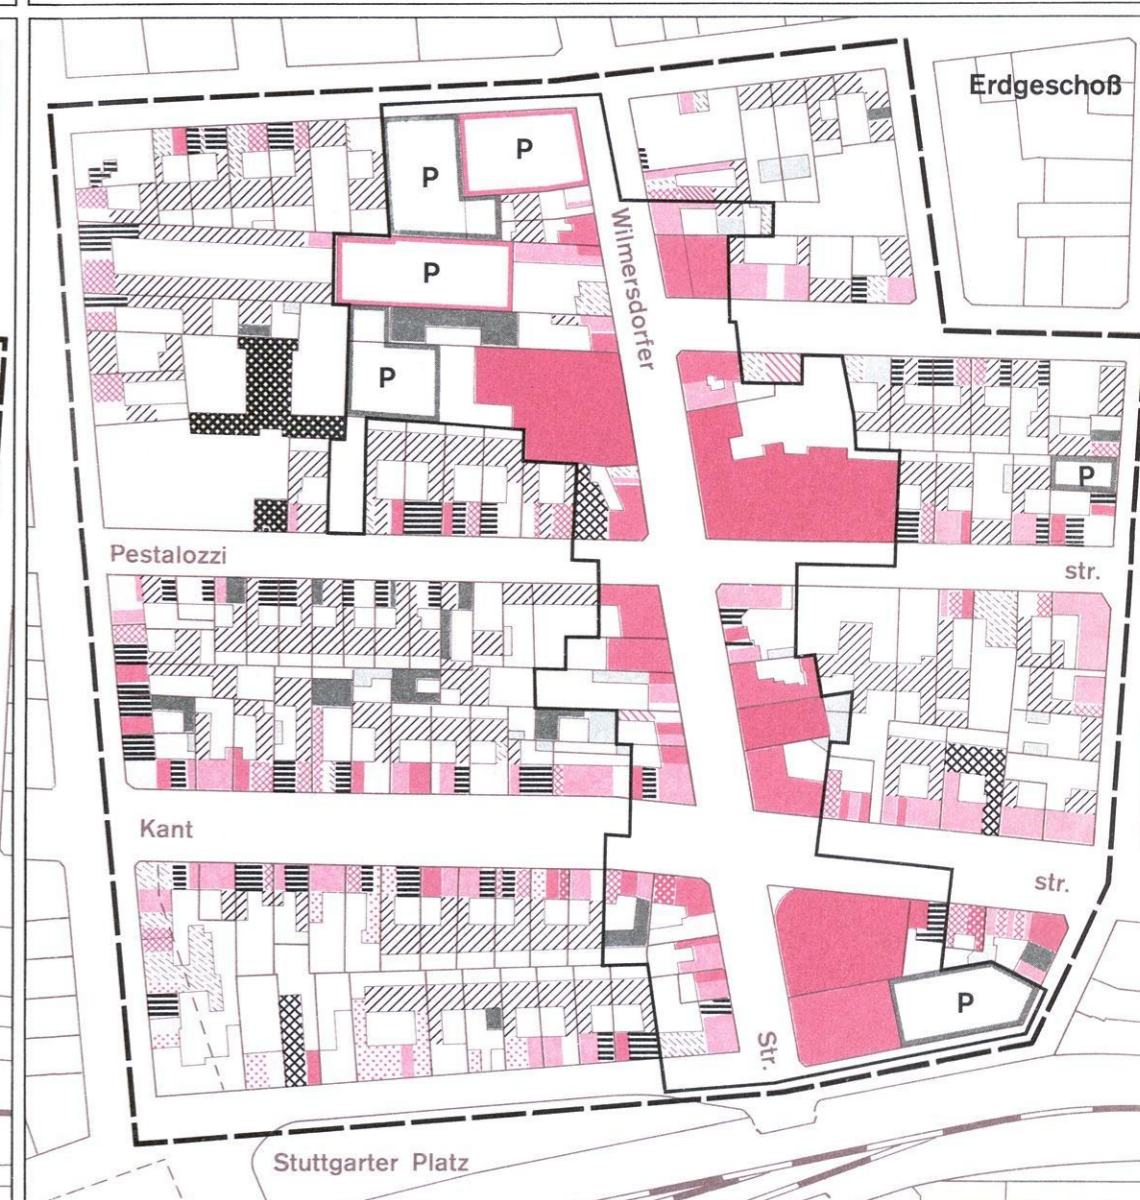 Erdgeschoß
P
P
P
P
Wilmersdorfer
P
Pestalozzi
str.
Kant
str.
P
Str.
Stuttgarter Platz